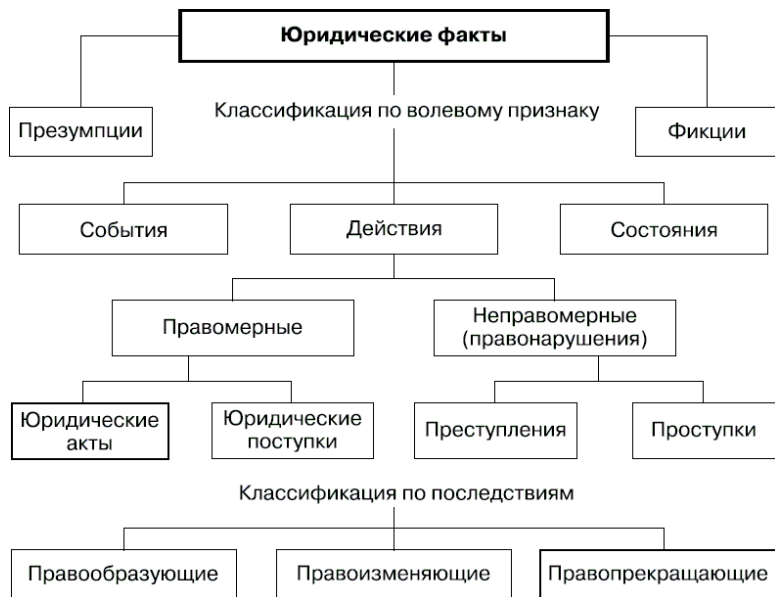 Юридические факты
Классификация по волевому признаку
Презумпции
Фикции
События
Действия
Состояния
Правомерные
Неправомерные
(правонарушения)
Юридические
акты
Юридические
поступки
Преступления
Проступки
Классификация по последствиям
Правообразующие
Правоизменяющие
Правопрекращающие